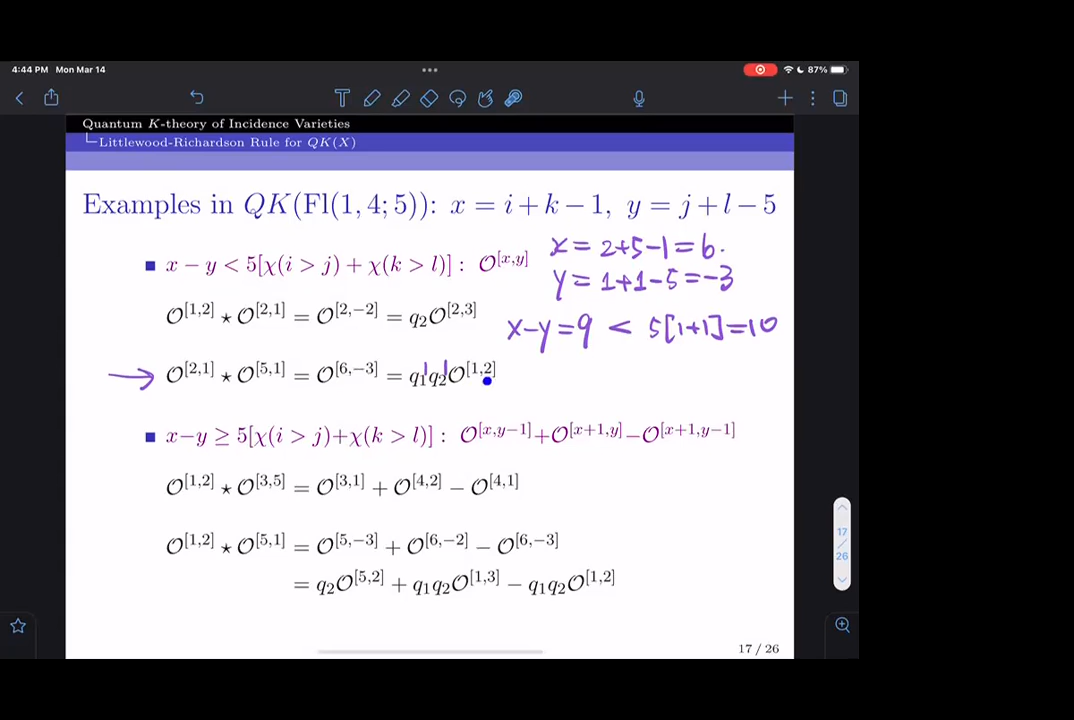 4:44 PM Mon Mar 14
87%
Quantum K-theory of Incidence Varieties
Littlewood-Richardson Rule for QK(X)
Examples in QK(Fl(1, 4; 5)): x = i + k − 1, y = j + l − 5
x − y < 5[χ(i > j) + χ(k > l)] : 𝒪^[x,y]
x = 2+5−1 = 6.
y = 1+1−5 = −3
𝒪^[1,2] ⋆ 𝒪^[2,1] = 𝒪^[2,−2] = q₂𝒪^[2,3]
x−y = 9 < 5[1+1] = 10
→ 𝒪^[2,1] ⋆ 𝒪^[5,1] = 𝒪^[6,−3] = q₁q₂𝒪^[1,2]
x−y ≥ 5[χ(i > j)+χ(k > l)] : 𝒪^[x,y−1]+𝒪^[x+1,y]−𝒪^[x+1,y−1]
𝒪^[1,2] ⋆ 𝒪^[3,5] = 𝒪^[3,1] + 𝒪^[4,2] − 𝒪^[4,1]
𝒪^[1,2] ⋆ 𝒪^[5,1] = 𝒪^[5,−3] + 𝒪^[6,−2] − 𝒪^[6,−3]
= q₂𝒪^[5,2] + q₁q₂𝒪^[1,3] − q₁q₂𝒪^[1,2]
17 / 26
17 / 26